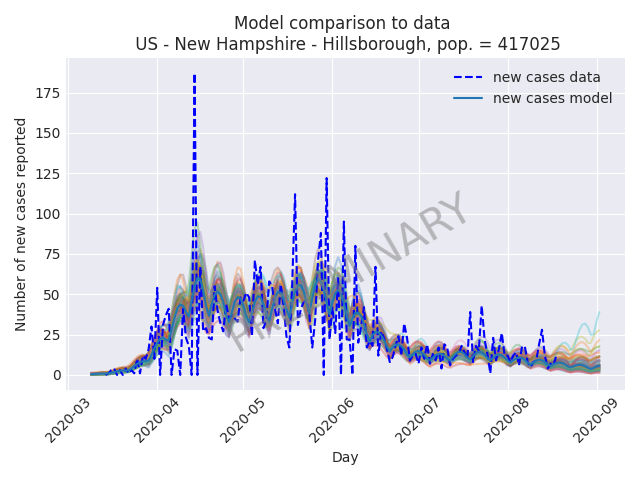 Model comparison to data
US - New Hampshire - Hillsborough, pop. = 417025
new cases data
new cases model
Number of new cases reported
175
150
125
100
75
50
25
0
PRELIMINARY
2020-03
2020-04
2020-05
2020-06
2020-07
2020-08
2020-09
Day